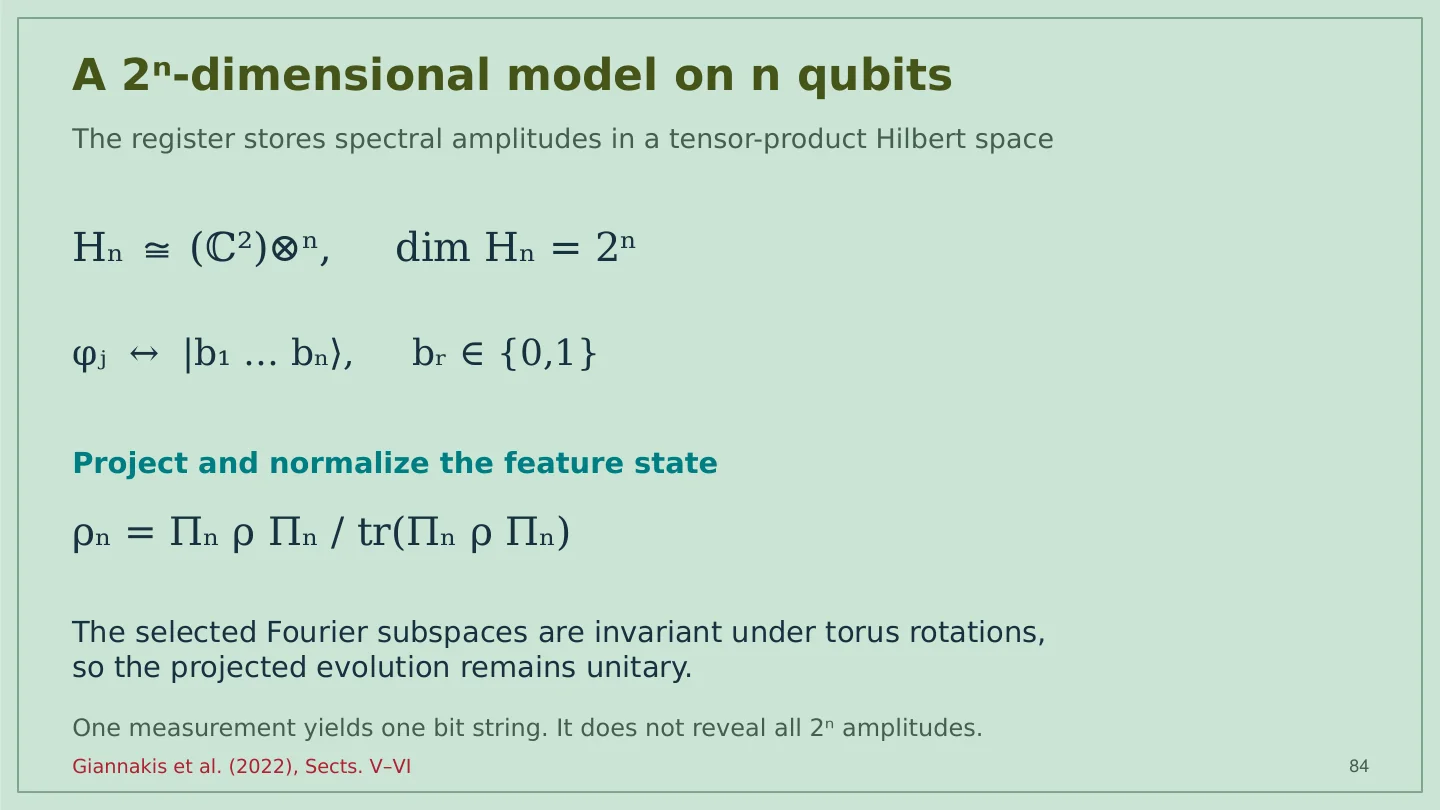 A 2ⁿ-dimensional model on n qubits
The register stores spectral amplitudes in a tensor-product Hilbert space
Hₙ ≅ (ℂ²)⊗ⁿ, dim Hₙ = 2ⁿ
φⱼ ↔ |b₁ … bₙ⟩, bᵣ ∈ {0,1}
Project and normalize the feature state
ρₙ = Πₙ ρ Πₙ / tr(Πₙ ρ Πₙ)
The selected Fourier subspaces are invariant under torus rotations,
so the projected evolution remains unitary.
One measurement yields one bit string. It does not reveal all 2ⁿ amplitudes.
Giannakis et al. (2022), Sects. V–VI
84